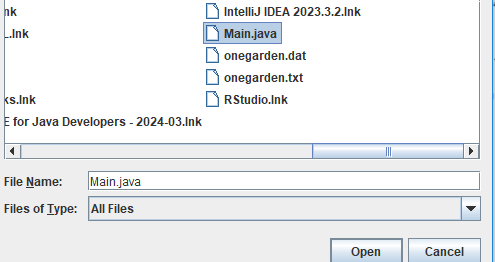 nk
IntelliJ IDEA 2023.3.2.lnk
L.lnk
Main.java
onegarden.dat
onegarden.txt
ks.lnk
RStudio.lnk
E for Java Developers - 2024-03.lnk
File Name: Main.java
Files of Type: All Files
Open Cancel